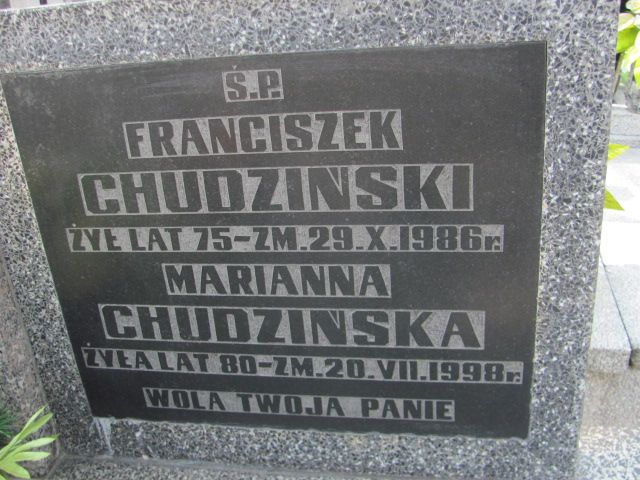 Ś.P.
FRANCISZEK
CHUDZIŃSKI
ŻYŁ LAT 75-ZM.29.X.1986r.
MARIANNA
CHUDZIŃSKA
ŻYŁA LAT 80-ZM.20.VII.1998r.
WOLA TWOJA PANIE